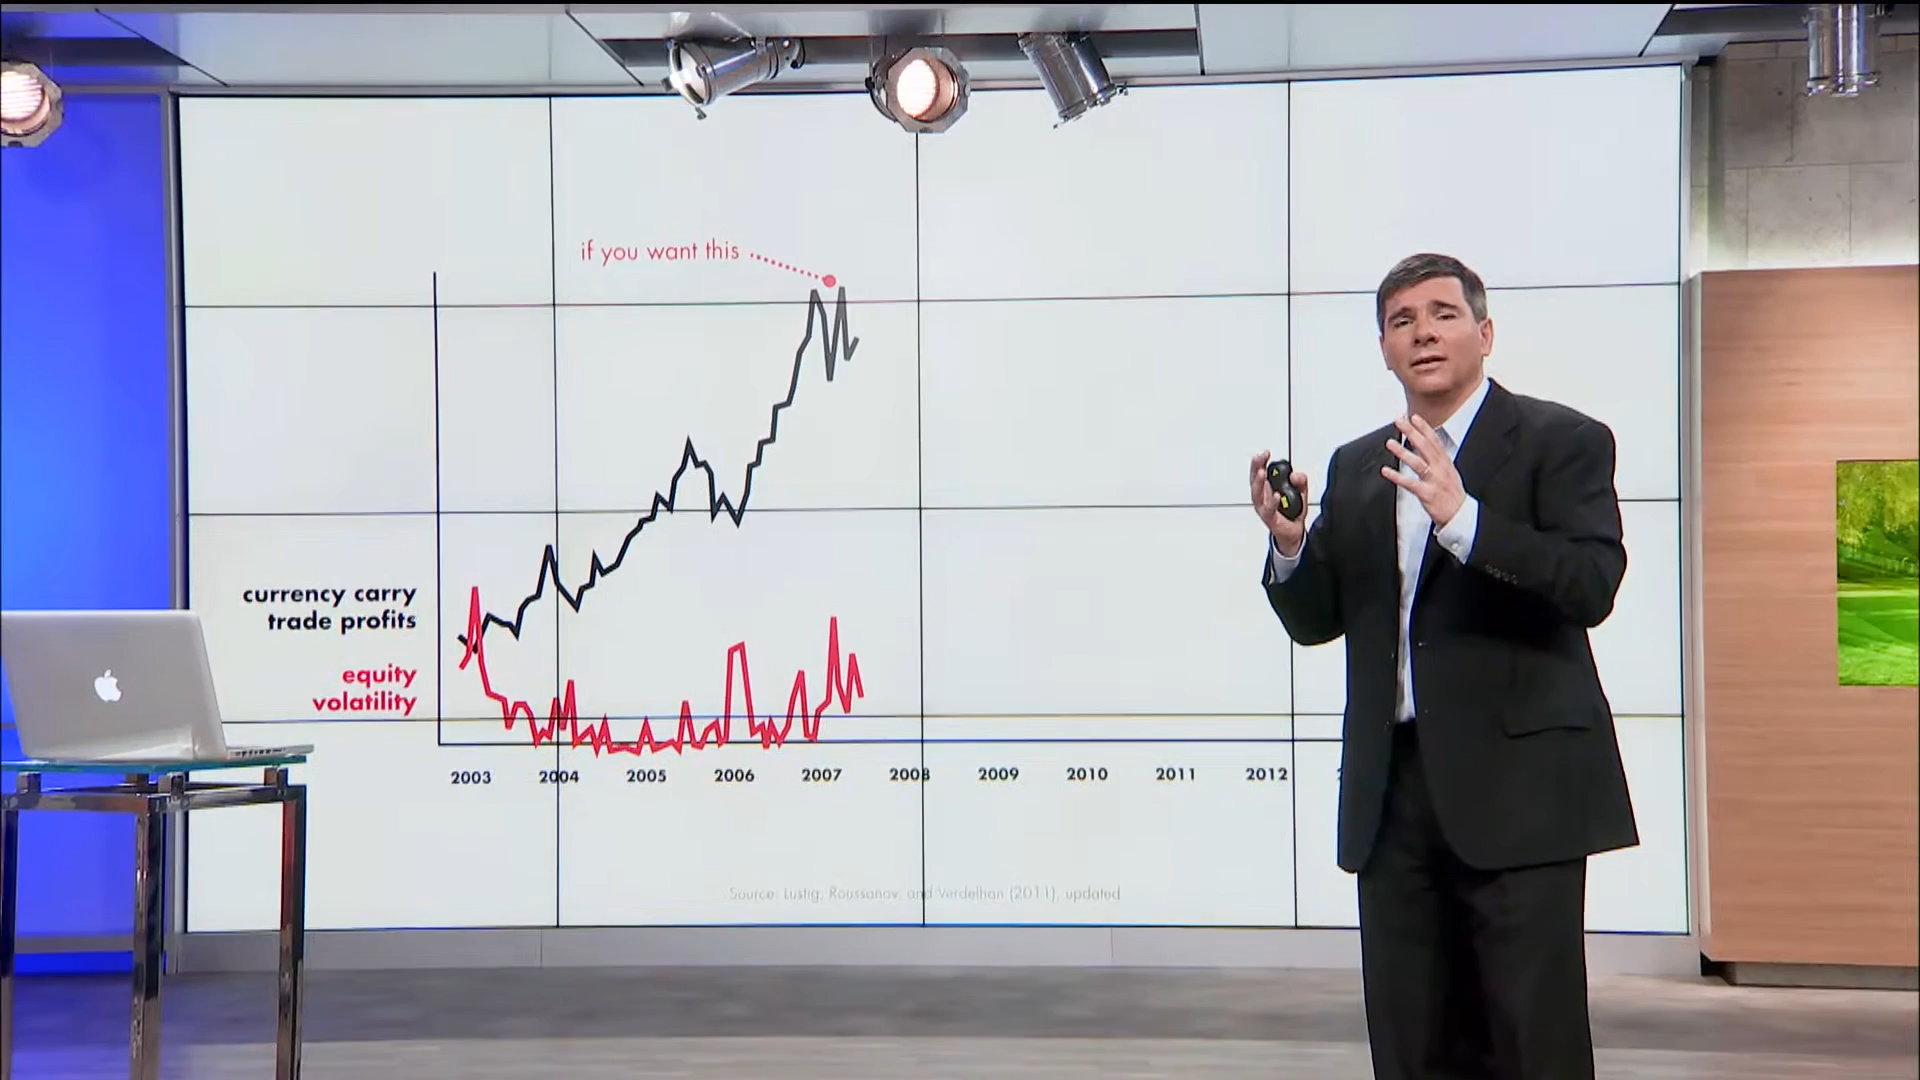 if you want this
currency carry
trade profits
equity
volatility
2003 2004 2005 2006 2007 2008 2009 2010 2011 2012
Source: Lustig, Roussanov, and Verdelhan (2011), updated